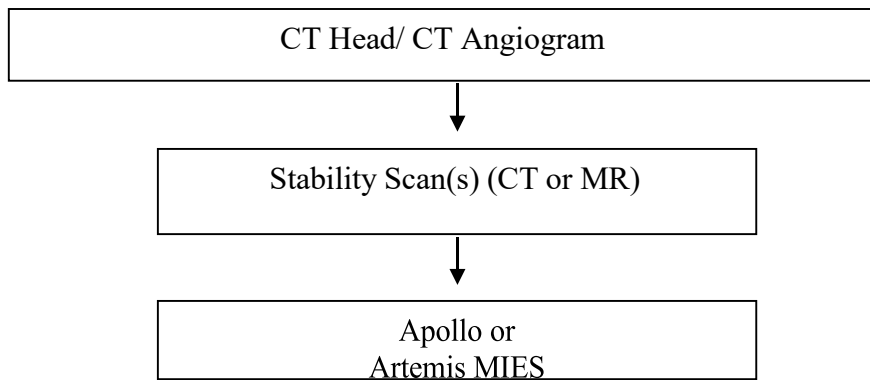 CT Head/ CT Angiogram
Stability Scan(s) (CT or MR)
Apollo or
Artemis MIES